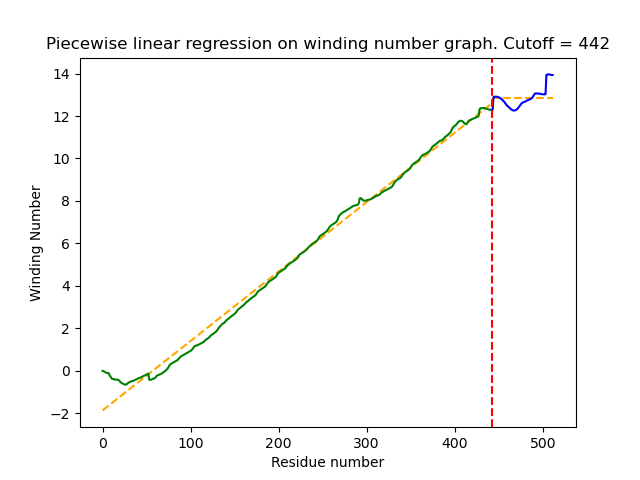 Piecewise linear regression on winding number graph. Cutoff = 442
14
12
10
8
6
4
2
0
−2
Winding Number
0 100 200 300 400 500
Residue number